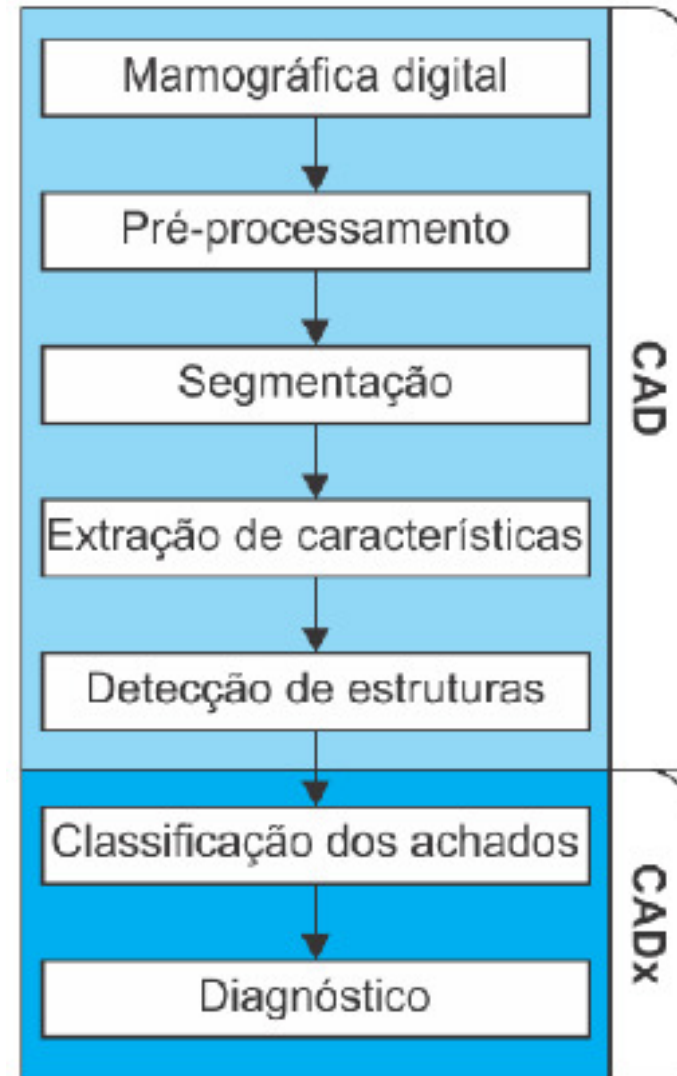 Mamográfica digital
Pré-processamento
Segmentação
Extração de características
Detecção de estruturas
CAD
Classificação dos achados
Diagnóstico
CADx